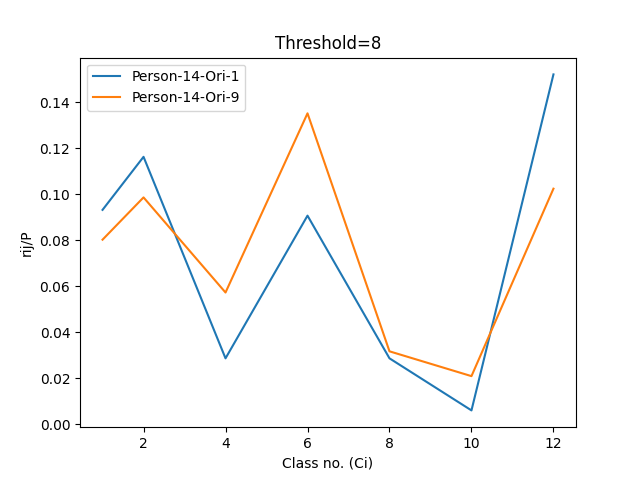 Threshold=8
Person-14-Ori-1
Person-14-Ori-9
rij/P
0.14
0.12
0.10
0.08
0.06
0.04
0.02
0.00
2 4 6 8 10 12
Class no. (Ci)